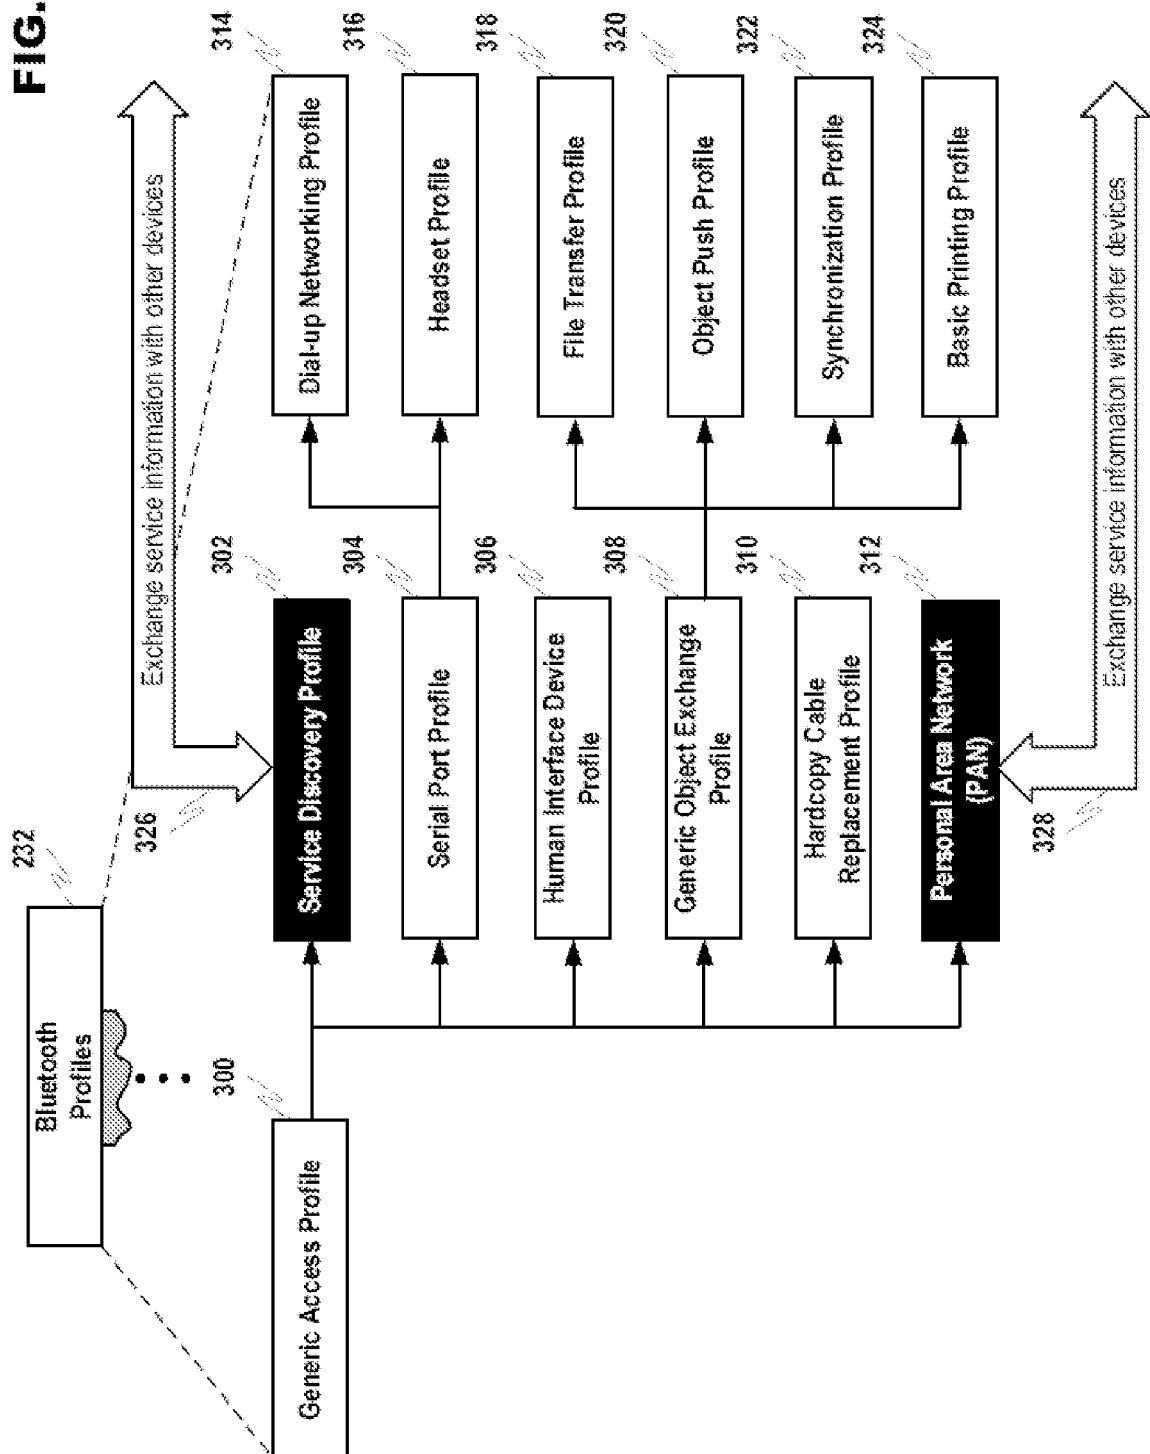 FIG.
232
Bluetooth
Profiles
300
Generic Access Profile
326
Exchange service information with other devices
302
Service Discovery Profile
304
Serial Port Profile
306
Human Interface Device
Profile
308
Generic Object Exchange
Profile
310
Hardcopy Cable
Replacement Profile
312
Personal Area Network
(PAN)
314
Dial-up Networking Profile
316
Headset Profile
318
File Transfer Profile
320
Object Push Profile
322
Synchronization Profile
324
Basic Printing Profile
328
Exchange service information with other devices